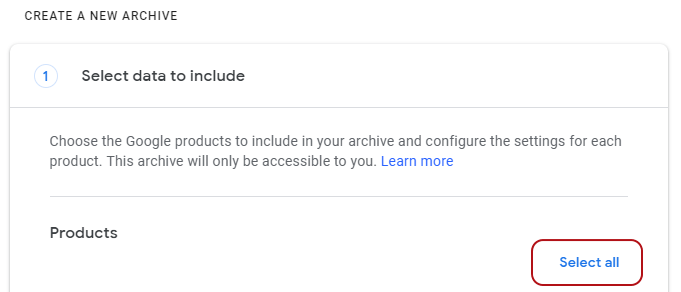 CREATE A NEW ARCHIVE
1 Select data to include
Choose the Google products to include in your archive and configure the settings for each
product. This archive will only be accessible to you. Learn more
Products
Select all